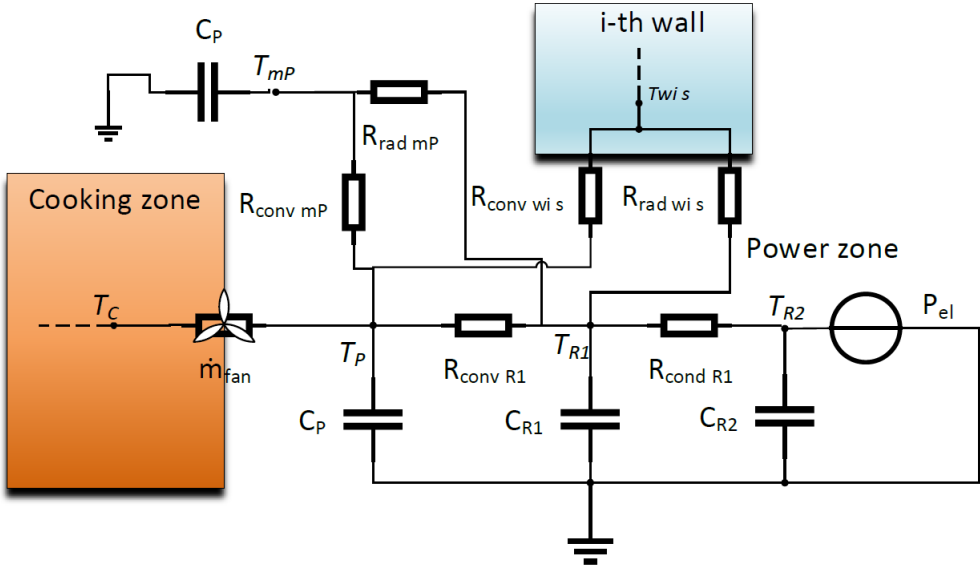 C_P
T_mP
i-th wall
Twi s
R_rad mP
Cooking zone
R_conv mP
R_conv wi s
R_rad wi s
Power zone
T_C
T_R2
P_el
T_P
T_R1
ṁ_fan
R_conv R1
R_cond R1
C_P
C_R1
C_R2